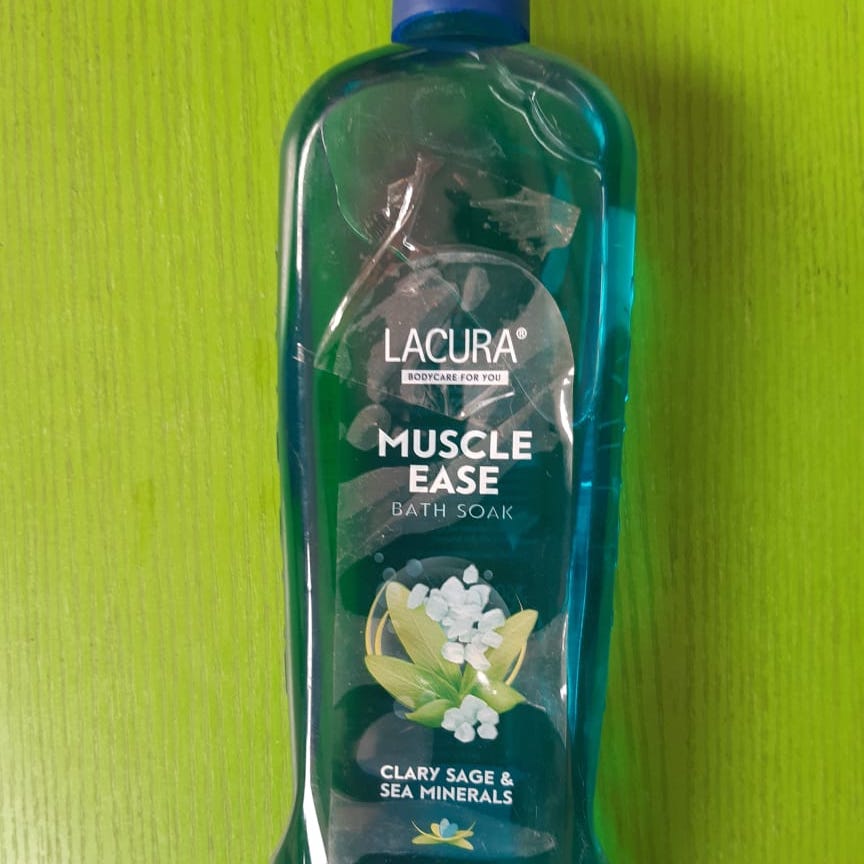 LACURA®
BODYCARE FOR YOU
MUSCLE
EASE
BATH SOAK
CLARY SAGE &
SEA MINERALS